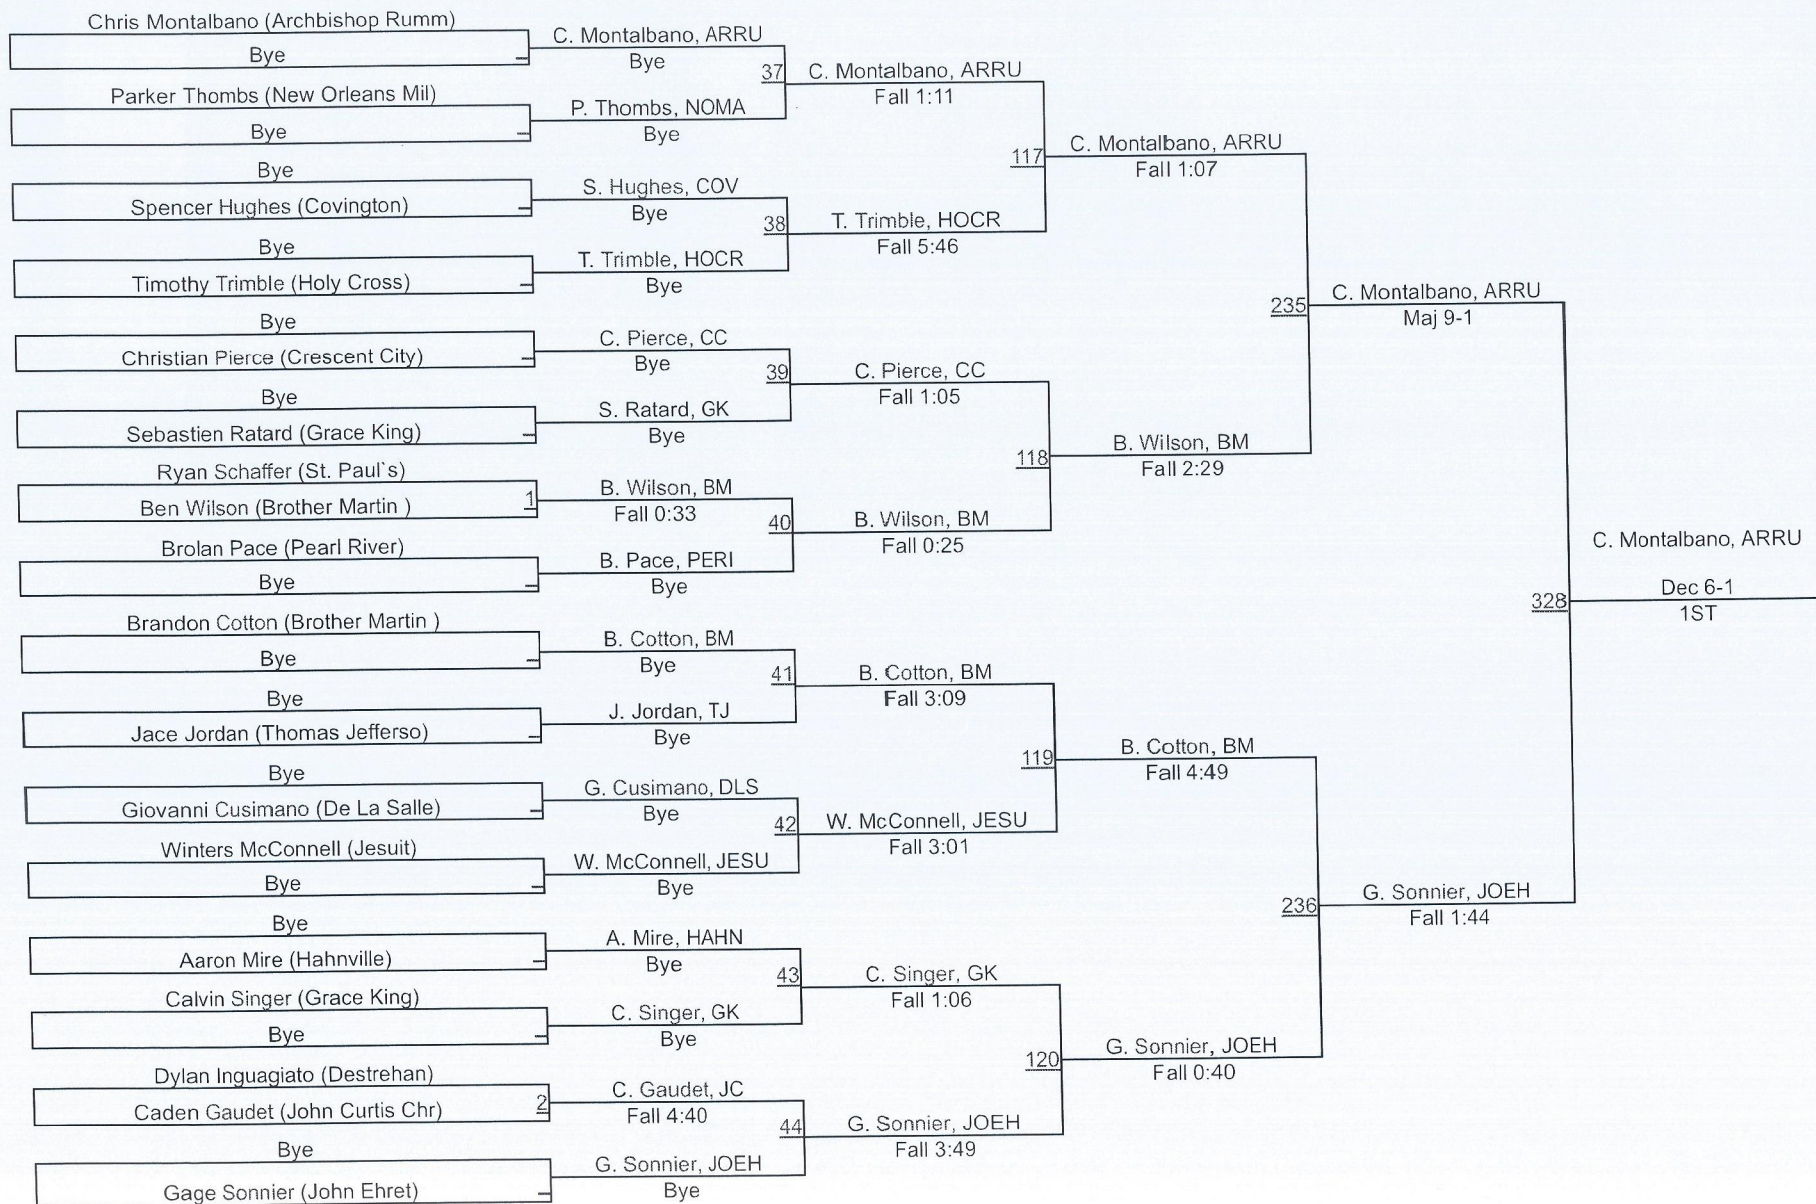 Chris Montalbano (Archbishop Rumm)
Bye
Parker Thombs (New Orleans Mil)
Bye
Bye
Spencer Hughes (Covington)
Bye
Timothy Trimble (Holy Cross)
Bye
Christian Pierce (Crescent City)
Bye
Sebastien Ratard (Grace King)
Ryan Schaffer (St. Paul`s)
Ben Wilson (Brother Martin )
1
Brolan Pace (Pearl River)
Bye
Brandon Cotton (Brother Martin )
Bye
Bye
Jace Jordan (Thomas Jefferso)
Bye
Giovanni Cusimano (De La Salle)
Winters McConnell (Jesuit)
Bye
Bye
Aaron Mire (Hahnville)
Calvin Singer (Grace King)
Bye
Dylan Inguagiato (Destrehan)
Caden Gaudet (John Curtis Chr)
2
Bye
Gage Sonnier (John Ehret)
C. Montalbano, ARRU
Bye
37
P. Thombs, NOMA
Bye
S. Hughes, COV
Bye
38
T. Trimble, HOCR
Bye
C. Pierce, CC
Bye
39
S. Ratard, GK
Bye
B. Wilson, BM
Fall 0:33
40
B. Pace, PERI
Bye
B. Cotton, BM
Bye
41
J. Jordan, TJ
Bye
G. Cusimano, DLS
Bye
42
W. McConnell, JESU
Bye
A. Mire, HAHN
Bye
43
C. Singer, GK
Bye
C. Gaudet, JC
Fall 4:40
44
G. Sonnier, JOEH
Bye
C. Montalbano, ARRU
Fall 1:11
117
T. Trimble, HOCR
Fall 5:46
C. Pierce, CC
Fall 1:05
118
B. Wilson, BM
Fall 0:25
B. Cotton, BM
Fall 3:09
119
W. McConnell, JESU
Fall 3:01
C. Singer, GK
Fall 1:06
120
G. Sonnier, JOEH
Fall 3:49
C. Montalbano, ARRU
Fall 1:07
235
B. Wilson, BM
Fall 2:29
B. Cotton, BM
Fall 4:49
236
G. Sonnier, JOEH
Fall 0:40
C. Montalbano, ARRU
Maj 9-1
328
G. Sonnier, JOEH
Fall 1:44
C. Montalbano, ARRU
Dec 6-1
1ST